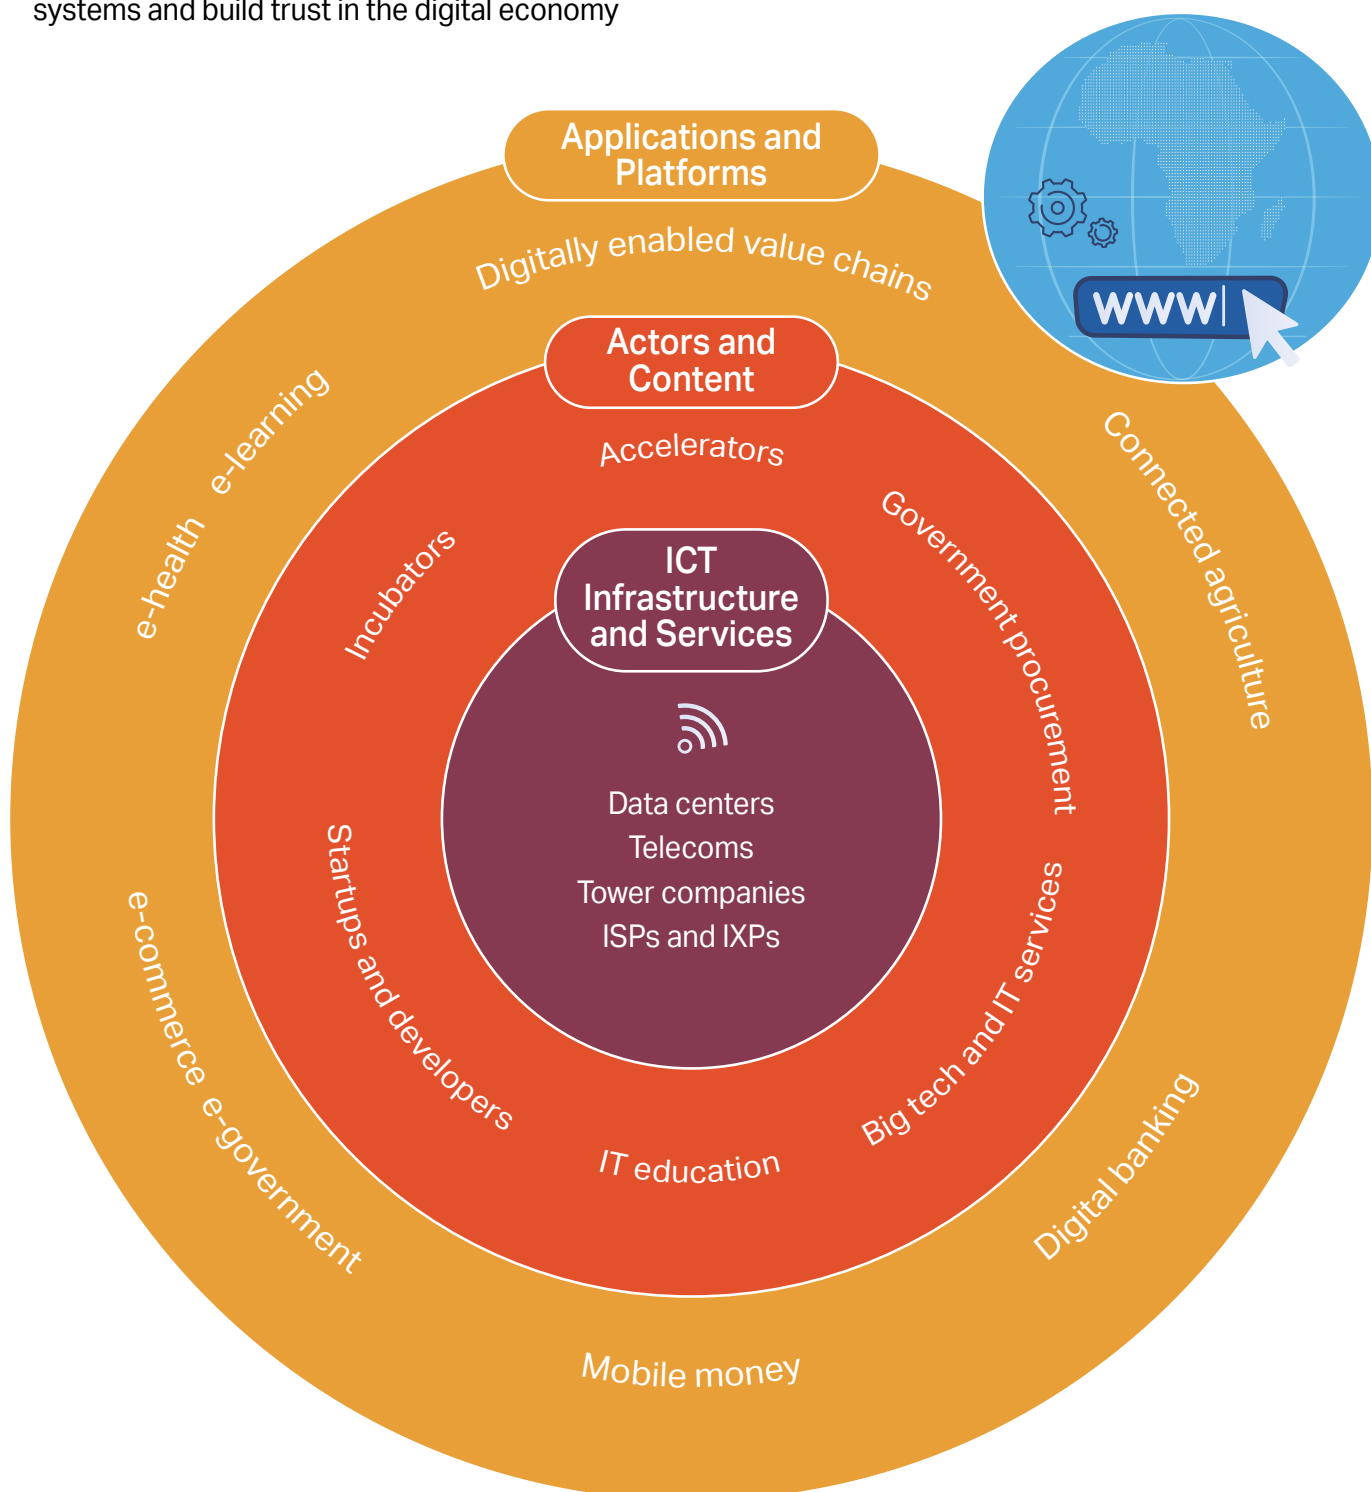 systems and build trust in the digital economy
Applications and
Platforms
Digitally enabled value chains
www
Actors and
Content
e-learning
Connected agriculture
Accelerators
Government procurement
e-health
Incubators
ICT
Infrastructure
and Services
Data centers
Telecoms
Tower companies
ISPs and IXPs
Startups and developers
Big tech and IT services
e-commerce
e-government
IT education
Digital banking
Mobile money